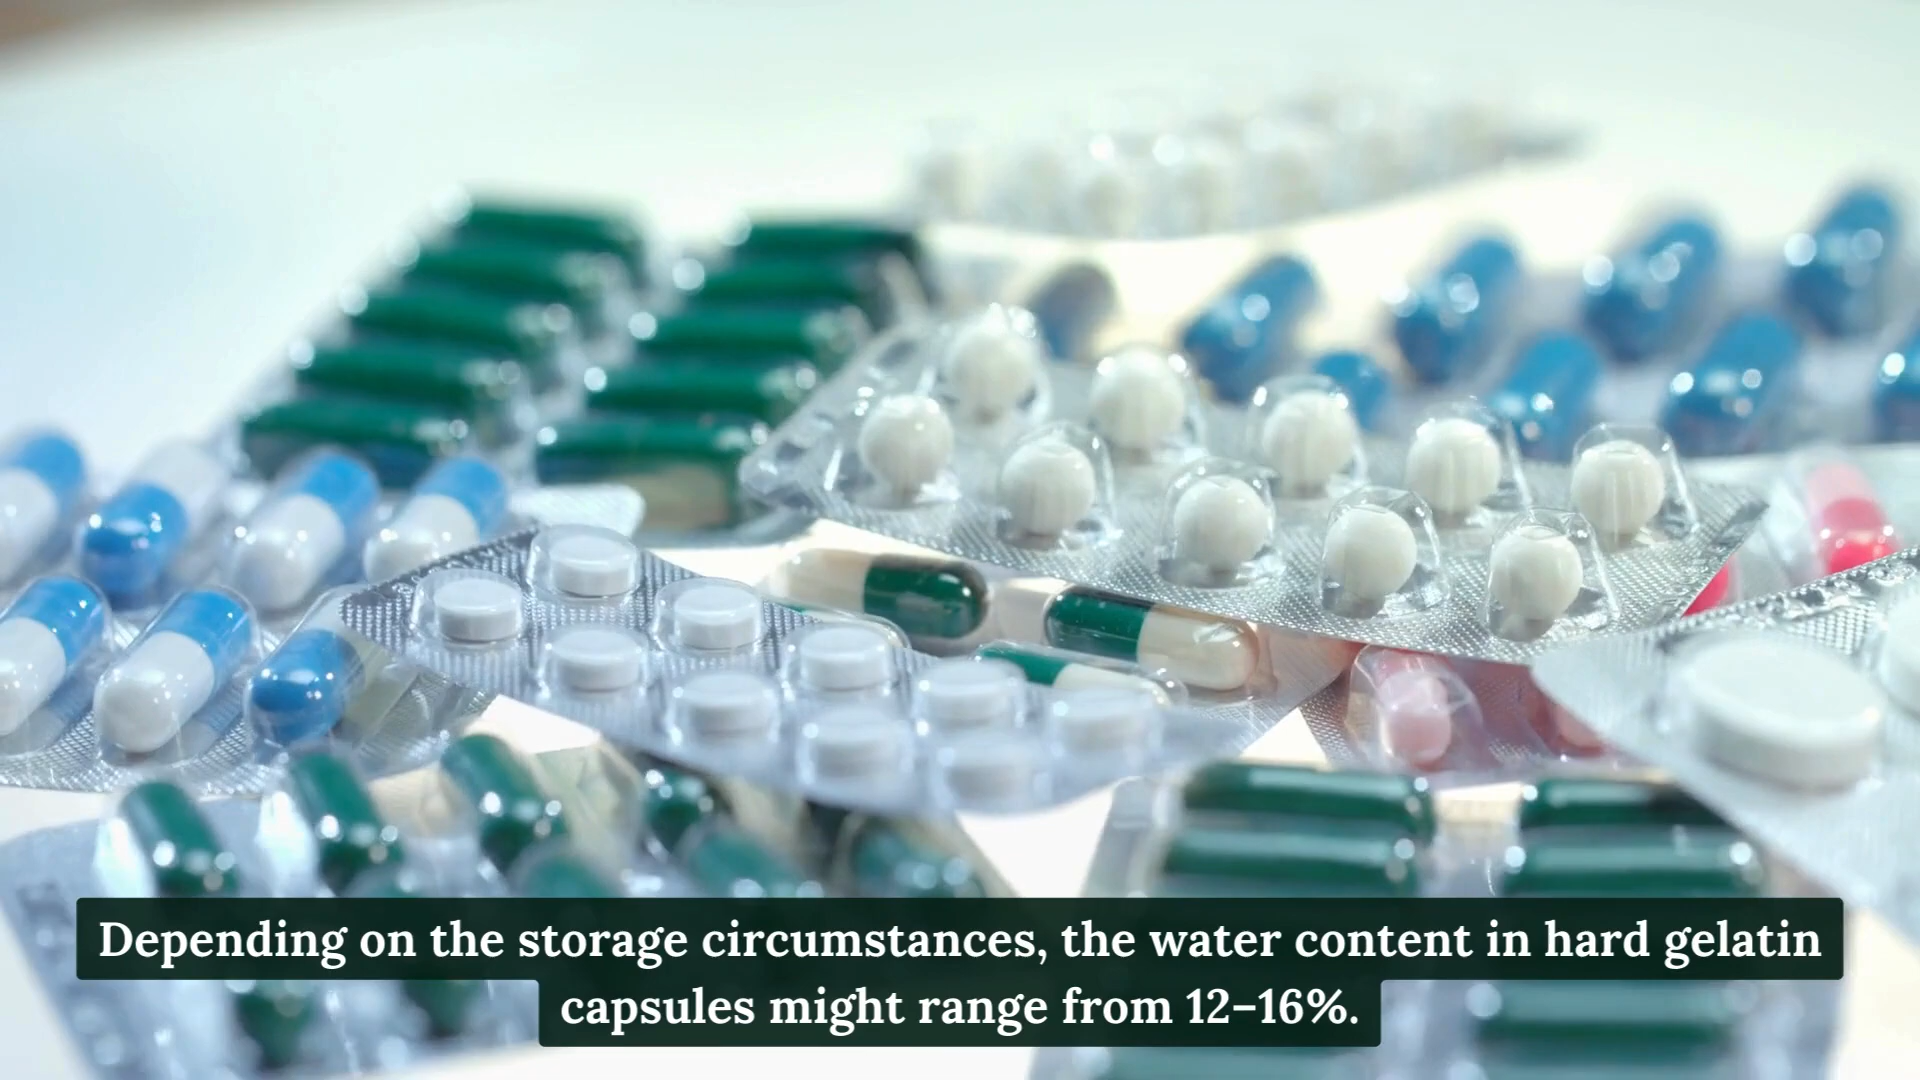 Depending on the storage circumstances, the water content in hard gelatin
capsules might range from 12–16%.